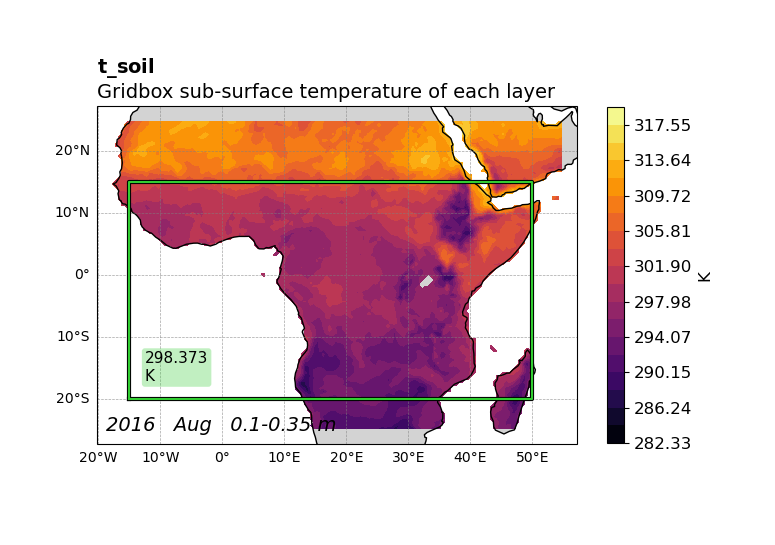 t_soil
Gridbox sub-surface temperature of each layer
20°N
10°N
0°
10°S
20°S
298.373
K
2016 Aug 0.1-0.35 m
20°W 10°W 0° 10°E 20°E 30°E 40°E 50°E
317.55
313.64
309.72
305.81
301.90
297.98
294.07
290.15
286.24
282.33
K